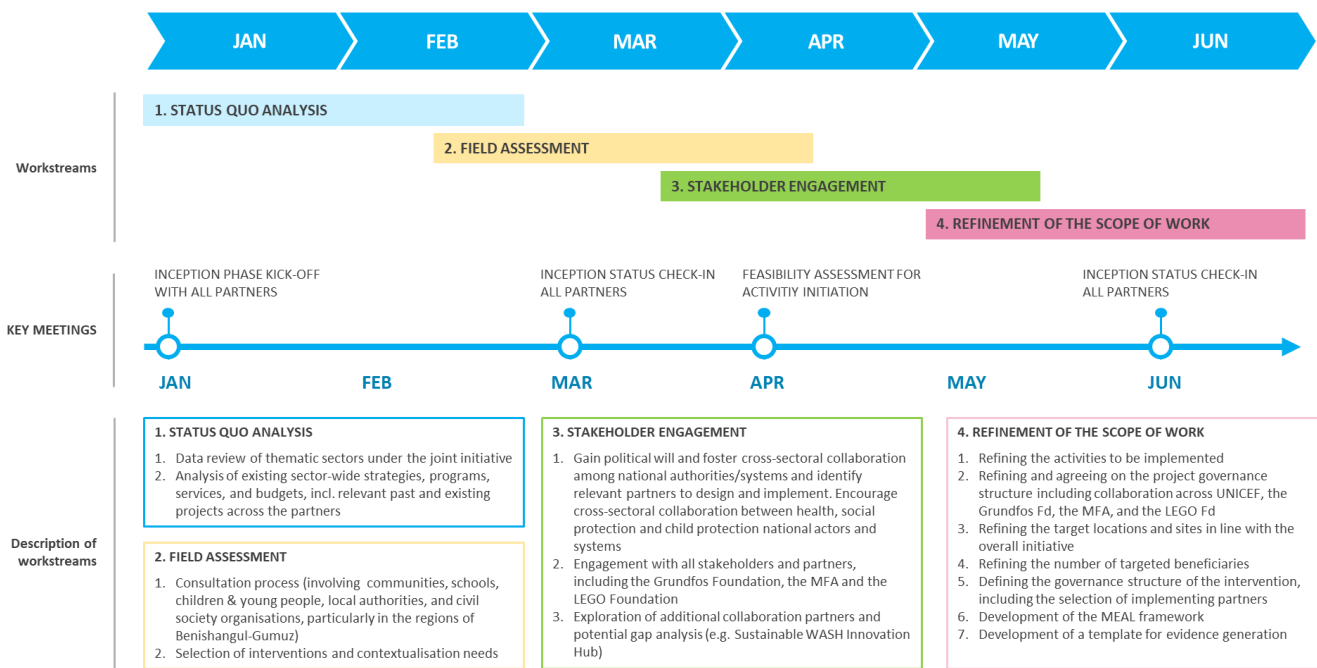 JAN FEB MAR APR MAY JUN
Workstreams
1. STATUS QUO ANALYSIS
2. FIELD ASSESSMENT
3. STAKEHOLDER ENGAGEMENT
4. REFINEMENT OF THE SCOPE OF WORK
KEY MEETINGS
INCEPTION PHASE KICK-OFF
WITH ALL PARTNERS
INCEPTION STATUS CHECK-IN
ALL PARTNERS
FEASIBILITY ASSESSMENT FOR
ACTIVITIY INITIATION
INCEPTION STATUS CHECK-IN
ALL PARTNERS
JAN FEB MAR APR MAY JUN
Description of
workstreams
1. STATUS QUO ANALYSIS
1. Data review of thematic sectors under the joint initiative
2. Analysis of existing sector-wide strategies, programs,
services, and budgets, incl. relevant past and existing
projects across the partners
2. FIELD ASSESSMENT
1. Consultation process (involving communities, schools,
children & young people, local authorities, and civil
society organisations, particularly in the regions of
Benishangul-Gumuz)
2. Selection of interventions and contextualisation needs
3. STAKEHOLDER ENGAGEMENT
1. Gain political will and foster cross-sectoral collaboration
among national authorities/systems and identify
relevant partners to design and implement. Encourage
cross-sectoral collaboration between health, social
protection and child protection national actors and
systems
2. Engagement with all stakeholders and partners,
including the Grundfos Foundation, the MFA and the
LEGO Foundation
3. Exploration of additional collaboration partners and
potential gap analysis (e.g. Sustainable WASH Innovation
Hub)
4. REFINEMENT OF THE SCOPE OF WORK
1. Refining the activities to be implemented
2. Refining and agreeing on the project governance
structure including collaboration across UNICEF, the
Grundfos Fd, the MFA, and the LEGO Fd
3. Refining the target locations and sites in line with the
overall initiative
4. Refining the number of targeted beneficiaries
5. Defining the governance structure of the intervention,
including the selection of implementing partners
6. Development of the MEAL framework
7. Development of a template for evidence generation